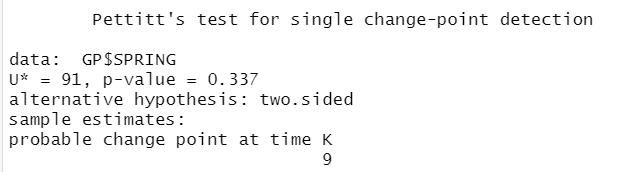 Pettitt's test for single change-point detection
data: GP$SPRING
U* = 91, p-value = 0.337
alternative hypothesis: two.sided
sample estimates:
probable change point at time K
9